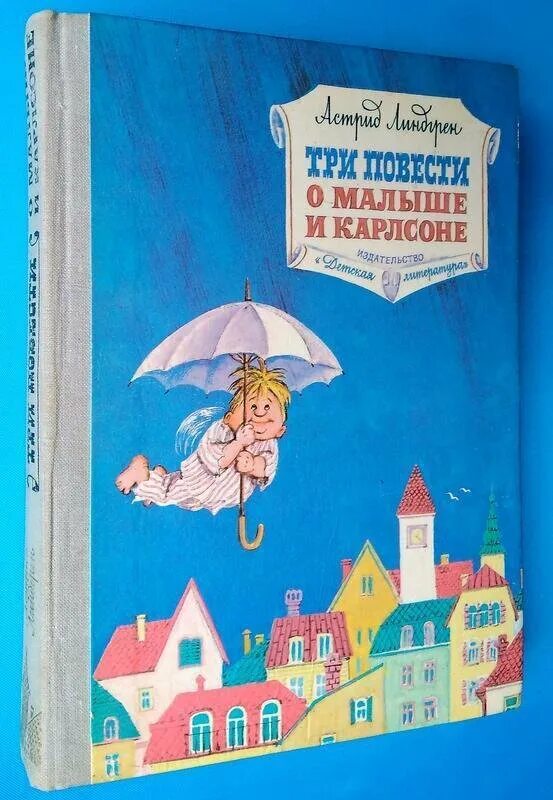 Астрид Линдгрен
ТРИ ПОВЕСТИ
О МАЛЫШЕ
И КАРЛСОНЕ
ИЗДАТЕЛЬСТВО
"Детская литература"